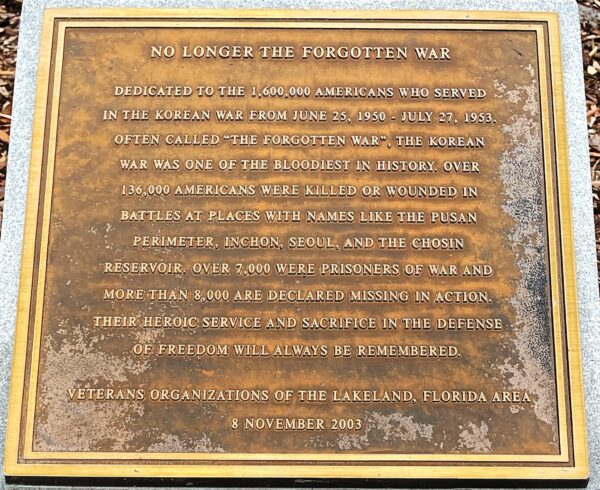 NO LONGER THE FORGOTTEN WAR
DEDICATED TO THE 1,600,000 AMERICANS WHO SERVED
IN THE KOREAN WAR FROM JUNE 25, 1950 - JULY 27, 1953.
OFTEN CALLED "THE FORGOTTEN WAR", THE KOREAN
WAR WAS ONE OF THE BLOODIEST IN HISTORY. OVER
136,000 AMERICANS WERE KILLED OR WOUNDED IN
BATTLES AT PLACES WITH NAMES LIKE THE PUSAN
PERIMETER, INCHON, SEOUL, AND THE CHOSIN
RESERVOIR. OVER 7,000 WERE PRISONERS OF WAR AND
MORE THAN 8,000 ARE DECLARED MISSING IN ACTION.
THEIR HEROIC SERVICE AND SACRIFICE IN THE DEFENSE
OF FREEDOM WILL ALWAYS BE REMEMBERED.
VETERANS ORGANIZATIONS OF THE LAKELAND, FLORIDA AREA
8 NOVEMBER 2003